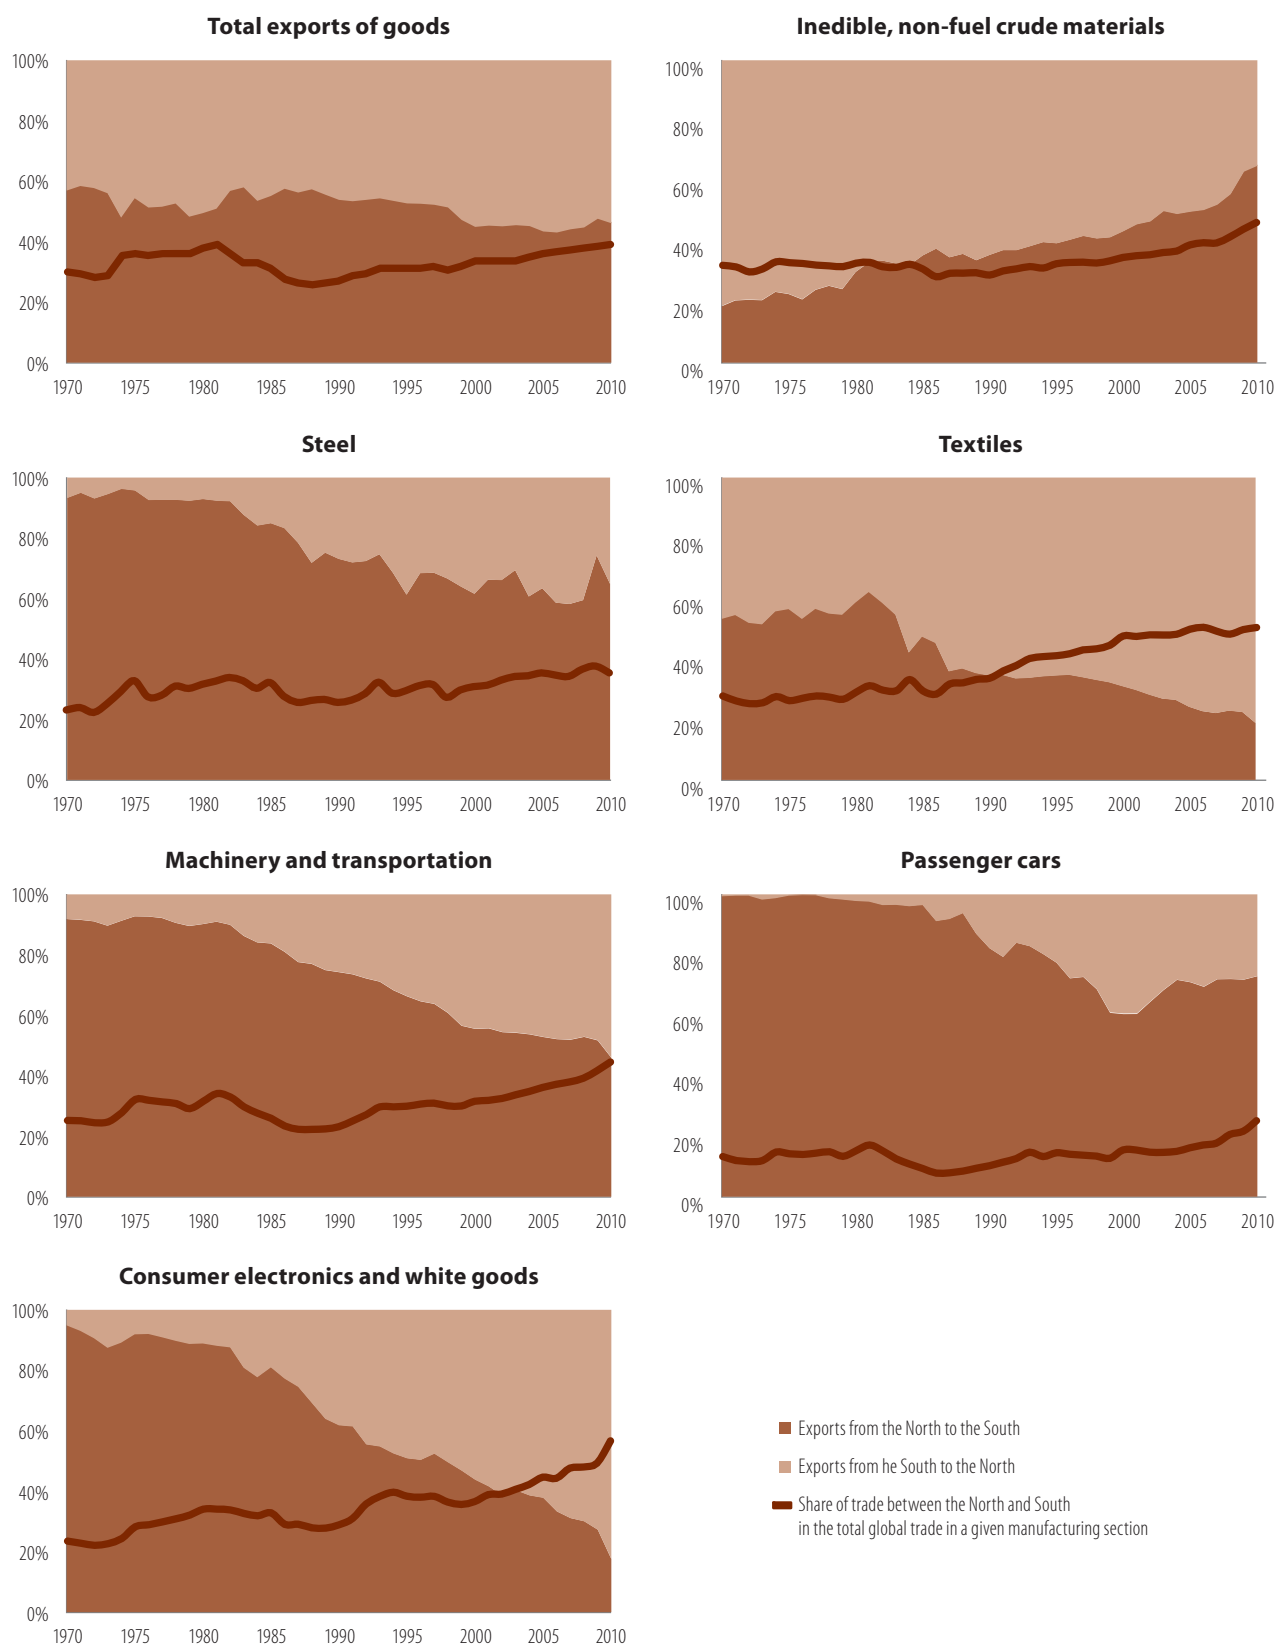 Total exports of goods
100%
80%
60%
40%
20%
0%
1970 1975 1980 1985 1990 1995 2000 2005 2010
Inedible, non-fuel crude materials
100%
80%
60%
40%
20%
0%
1970 1975 1980 1985 1990 1995 2000 2005 2010
Steel
100%
80%
60%
40%
20%
0%
1970 1975 1980 1985 1990 1995 2000 2005 2010
Textiles
100%
80%
60%
40%
20%
0%
1970 1975 1980 1985 1990 1995 2000 2005 2010
Machinery and transportation
100%
80%
60%
40%
20%
0%
1970 1975 1980 1985 1990 1995 2000 2005 2010
Passenger cars
100%
80%
60%
40%
20%
0%
1970 1975 1980 1985 1990 1995 2000 2005 2010
Consumer electronics and white goods
100%
80%
60%
40%
20%
0%
1970 1975 1980 1985 1990 1995 2000 2005 2010
Exports from the North to the South
Exports from he South to the North
Share of trade between the North and South
in the total global trade in a given manufacturing section